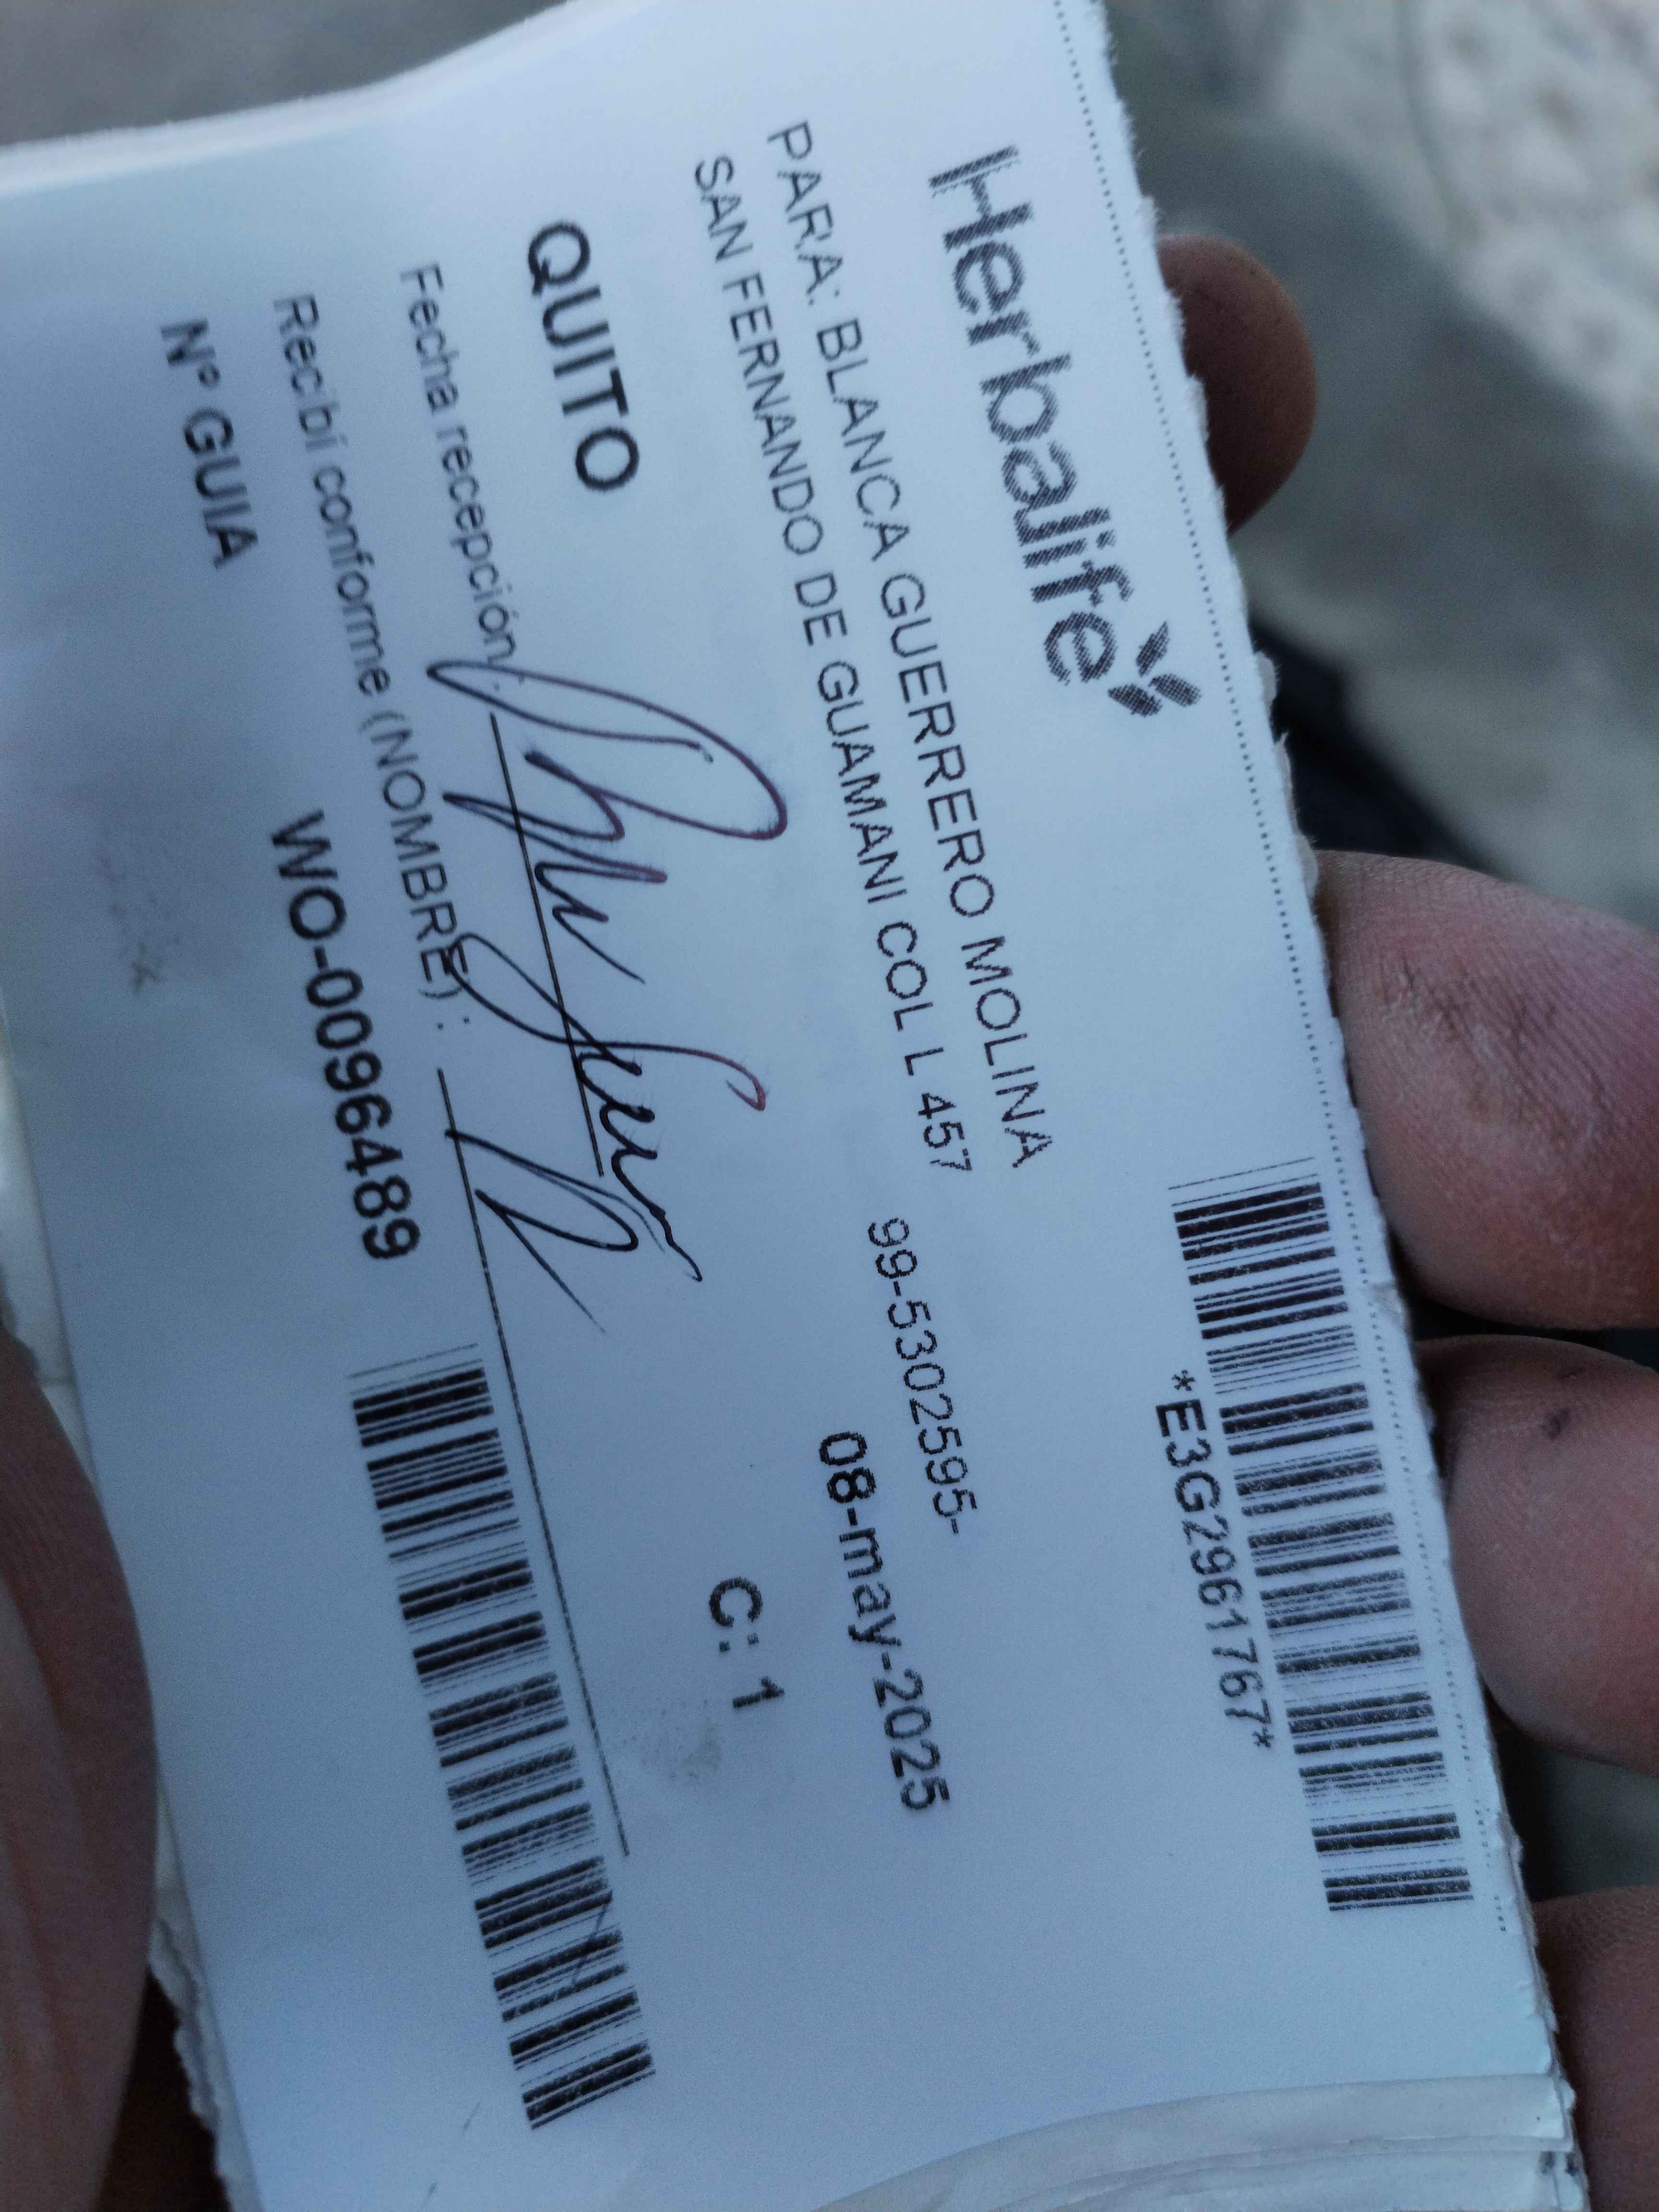 Herbalife
*E3G2961767*
PARA: BLANCA GUERRERO MOLINA
SAN FERNANDO DE GUAMANI COL L 457
99-5302595-
08-may-2025
QUITO
C: 1
Fecha recepción:
Recibí conforme (NOMBRE):
Nº GUIA
WO-0096489